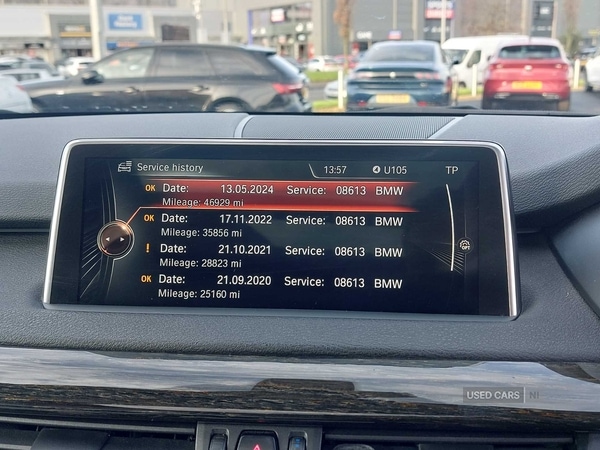 Service history 13:57 4 U105 TP
OK Date: 13.05.2024 Service: 08613 BMW
Mileage: 46929 mi
OK Date: 17.11.2022 Service: 08613 BMW
Mileage: 35856 mi
! Date: 21.10.2021 Service: 08613 BMW
Mileage: 28823 mi
OK Date: 21.09.2020 Service: 08613 BMW
Mileage: 25160 mi
OPT
USED CARS NI